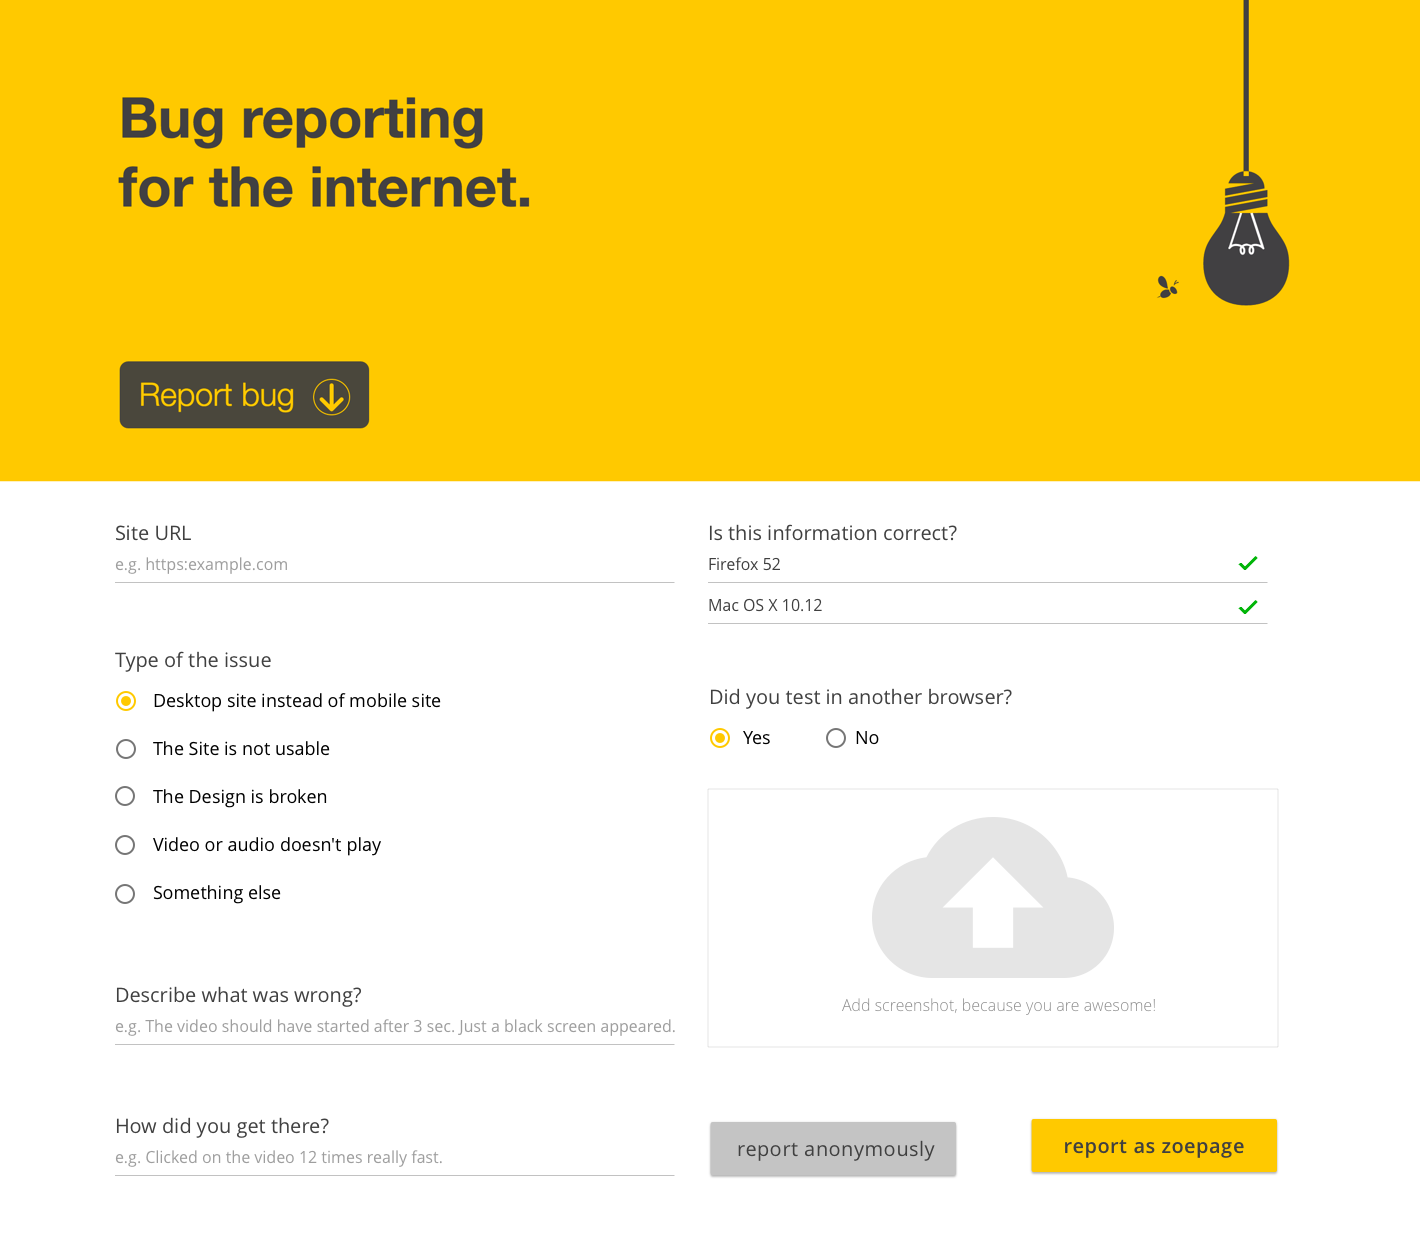 Bug reporting
for the internet.
Report bug
Site URL
e.g. https:example.com
Type of the issue
Desktop site instead of mobile site
The Site is not usable
The Design is broken
Video or audio doesn't play
Something else
Describe what was wrong?
e.g. The video should have started after 3 sec. Just a black screen appeared.
How did you get there?
e.g. Clicked on the video 12 times really fast.
Is this information correct?
Firefox 52
Mac OS X 10.12
Did you test in another browser?
Yes No
Add screenshot, because you are awesome!
report anonymously
report as zoepage